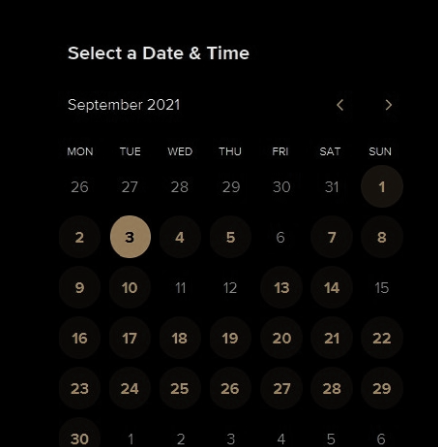 Select a Date & Time
September 2021
MON TUE WED THU FRI SAT SUN
26 27 28 29 30 31 1
2 3 4 5 6 7 8
9 10 11 12 13 14 15
16 17 18 19 20 21 22
23 24 25 26 27 28 29
30 1 2 3 4 5 6